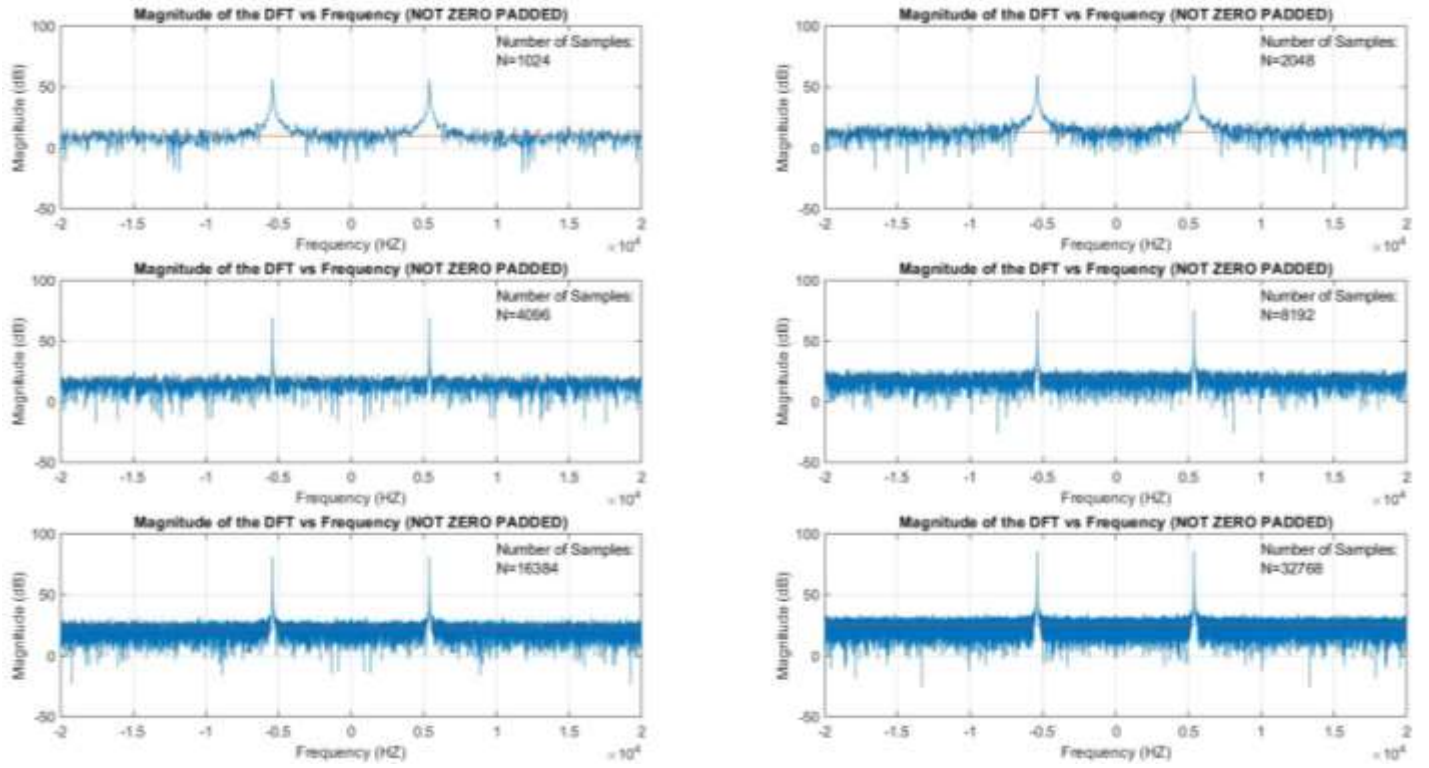 Magnitude of the DFT vs Frequency (NOT ZERO PADDED)
100
50
0
-50
Magnitude (dB)
Number of Samples:
N=1024
-2 -1.5 -1 -0.5 0 0.5 1 1.5 2
Frequency (HZ)
×10⁴
Magnitude of the DFT vs Frequency (NOT ZERO PADDED)
100
50
0
-50
Magnitude (dB)
Number of Samples:
N=2048
-2 -1.5 -1 -0.5 0 0.5 1 1.5 2
Frequency (HZ)
×10⁴
Magnitude of the DFT vs Frequency (NOT ZERO PADDED)
100
50
0
-50
Magnitude (dB)
Number of Samples:
N=4096
-2 -1.5 -1 -0.5 0 0.5 1 1.5 2
Frequency (HZ)
×10⁴
Magnitude of the DFT vs Frequency (NOT ZERO PADDED)
100
50
0
-50
Magnitude (dB)
Number of Samples:
N=8192
-2 -1.5 -1 -0.5 0 0.5 1 1.5 2
Frequency (HZ)
×10⁴
Magnitude of the DFT vs Frequency (NOT ZERO PADDED)
100
50
0
-50
Magnitude (dB)
Number of Samples:
N=16384
-2 -1.5 -1 -0.5 0 0.5 1 1.5 2
Frequency (HZ)
×10⁴
Magnitude of the DFT vs Frequency (NOT ZERO PADDED)
100
50
0
-50
Magnitude (dB)
Number of Samples:
N=32768
-2 -1.5 -1 -0.5 0 0.5 1 1.5 2
Frequency (HZ)
×10⁴